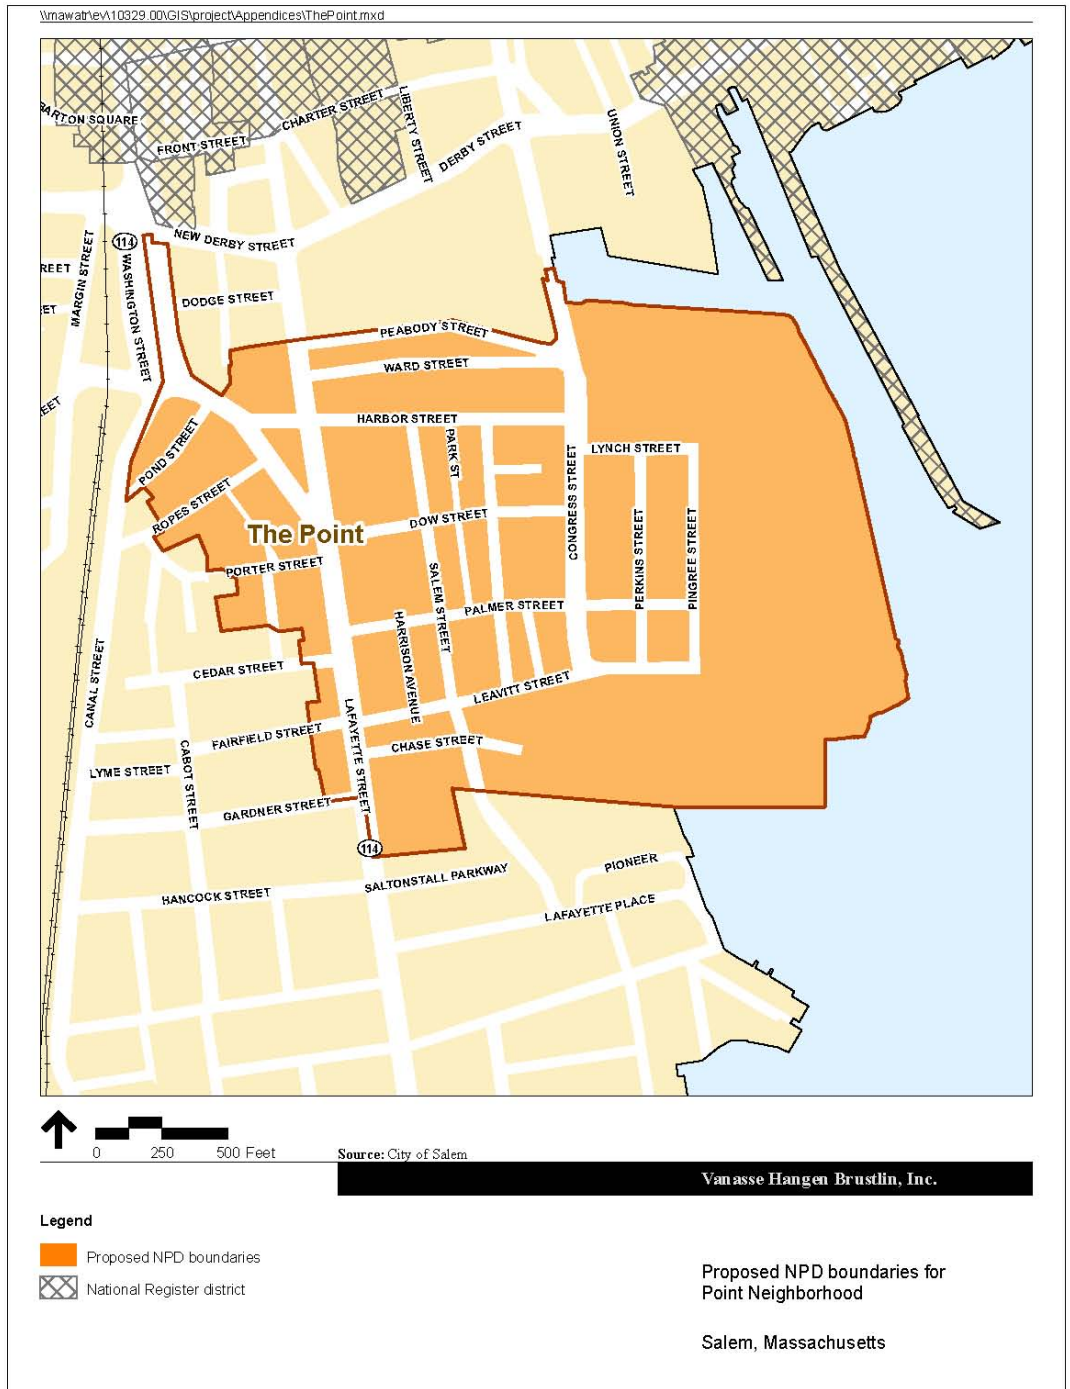 \\mawatr\ev\10329.00\GIS\project\Appendices\ThePoint.mxd
BARTON SQUARE
FRONT STREET
CHARTER STREET
LIBERTY STREET
DERBY STREET
UNION STREET
NEW DERBY STREET
114
MARGIN STREET
WASHINGTON STREET
REET
ET
EET
DODGE STREET
PEABODY STREET
WARD STREET
HARBOR STREET
POND STREET
ROPES STREET
PARK ST
LYNCH STREET
DOW STREET
The Point
CONGRESS STREET
PERKINS STREET
PINGREE STREET
PORTER STREET
SALEM STREET
PALMER STREET
HARRISON AVENUE
CEDAR STREET
LEAVITT STREET
CANAL STREET
LAFAYETTE STREET
FAIRFIELD STREET
CHASE STREET
LYME STREET
CABOT STREET
GARDNER STREET
114
HANCOCK STREET
SALTONSTALL PARKWAY
PIONEER
LAFAYETTE PLACE
0 250 500 Feet
Source: City of Salem
Vanasse Hangen Brustlin, Inc.
Legend
Proposed NPD boundaries
National Register district
Proposed NPD boundaries for
Point Neighborhood
Salem, Massachusetts